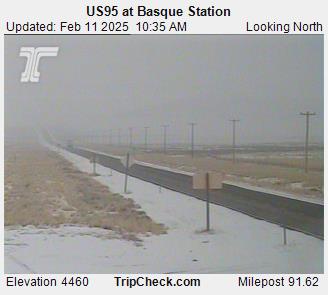 US95 at Basque Station
Updated: Feb 11 2025 10:35 AM Looking North
Elevation 4460 TripCheck.com Milepost 91.62